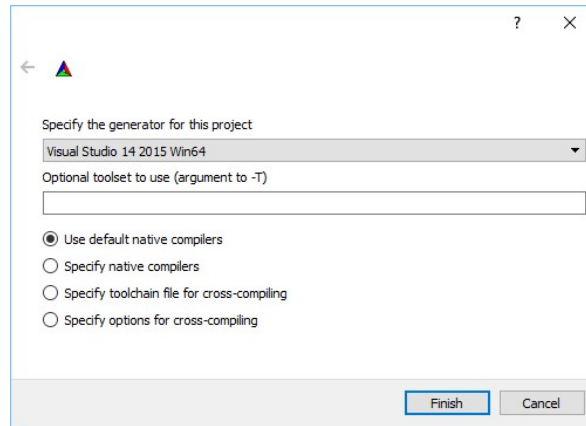 ?
Specify the generator for this project
Visual Studio 14 2015 Win64
Optional toolset to use (argument to -T)
Use default native compilers
Specify native compilers
Specify toolchain file for cross-compiling
Specify options for cross-compiling
Finish Cancel